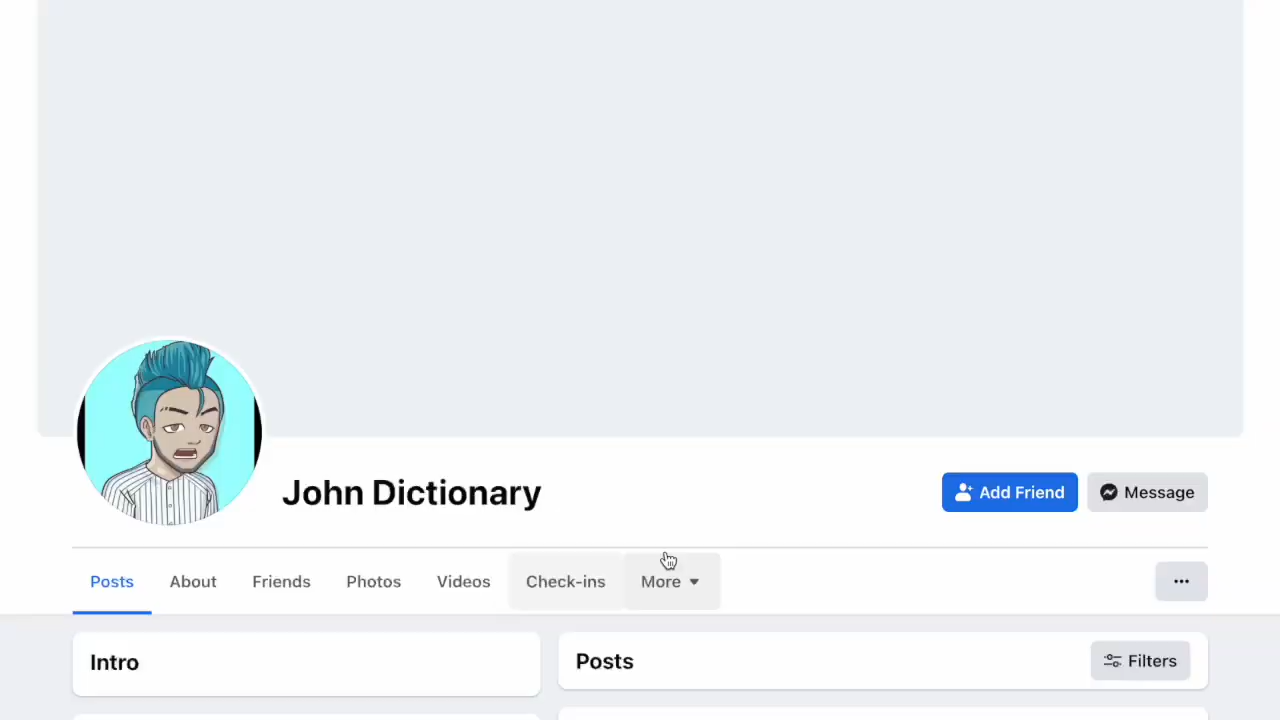 John Dictionary
Add Friend
Message
Posts
About
Friends
Photos
Videos
Check-ins
More
Intro
Posts
Filters